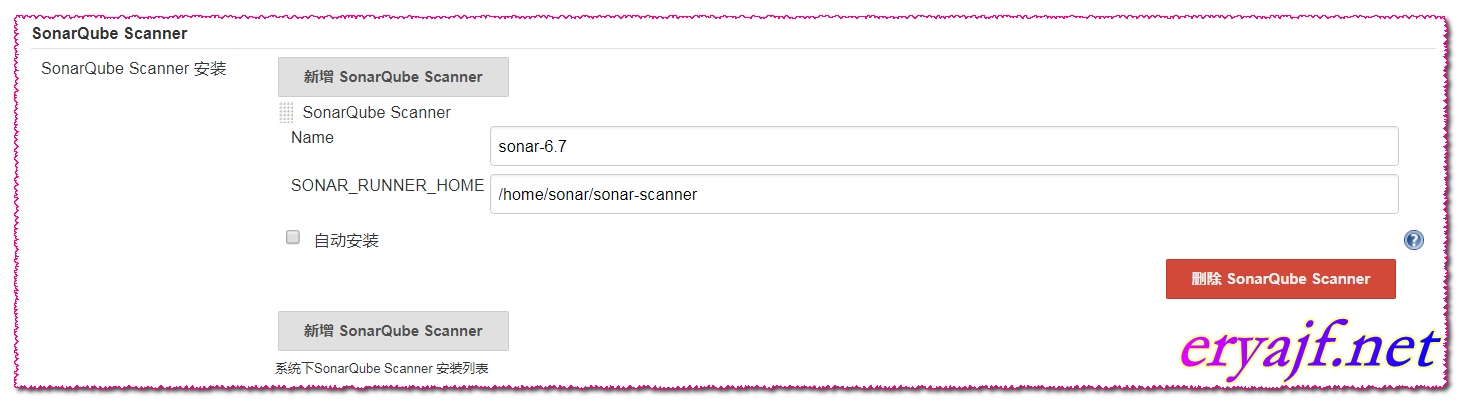 SonarQube Scanner
SonarQube Scanner 安装
新增 SonarQube Scanner
SonarQube Scanner
Name
sonar-6.7
SONAR_RUNNER_HOME
/home/sonar/sonar-scanner
自动安装
?
删除 SonarQube Scanner
新增 SonarQube Scanner
系统下SonarQube Scanner 安装列表
eryajf.net